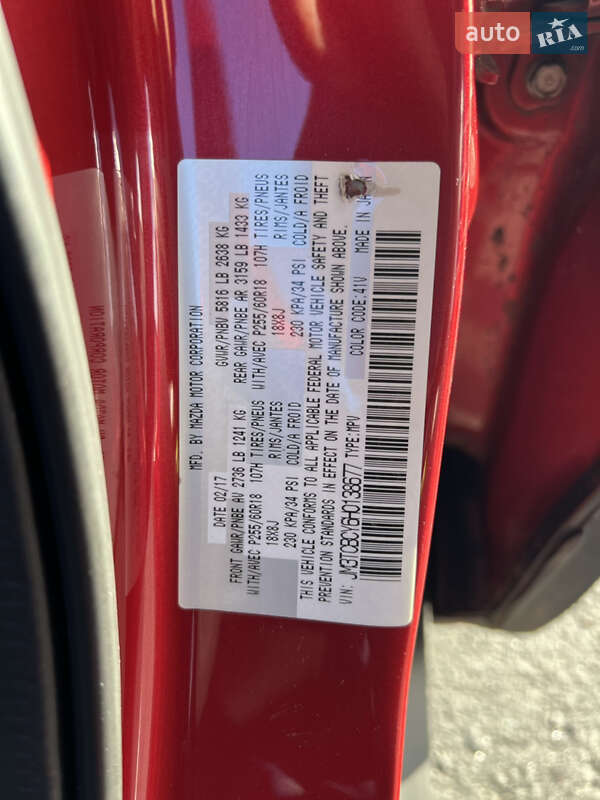 auto RIA .com
MFD. BY MAZDA MOTOR CORPORATION
DATE 02/17 GVWR/PNBV 5816 LB 2638 KG
FRONT GAWR/PNBE AV 2736 LB 1241 KG REAR GAWR/PNBE AR 3159 LB 1433 KG
WITH/AVEC P255/60R18 107H TIRES/PNEUS WITH/AVEC P255/60R18 107H TIRES/PNEUS
18X8J RIMS/JANTES 18X8J RIMS/JANTES
230 KPA/34 PSI COLD/A FROID 230 KPA/34 PSI COLD/A FROID
THIS VEHICLE CONFORMS TO ALL APPLICABLE FEDERAL MOTOR VEHICLE SAFETY AND THEFT
PREVENTION STANDARDS IN EFFECT ON THE DATE OF MANUFACTURE SHOWN ABOVE.
VIN: JM3TCBCY6H0138677 TYPE:MPV COLOR CODE:41V MADE IN JAPAN